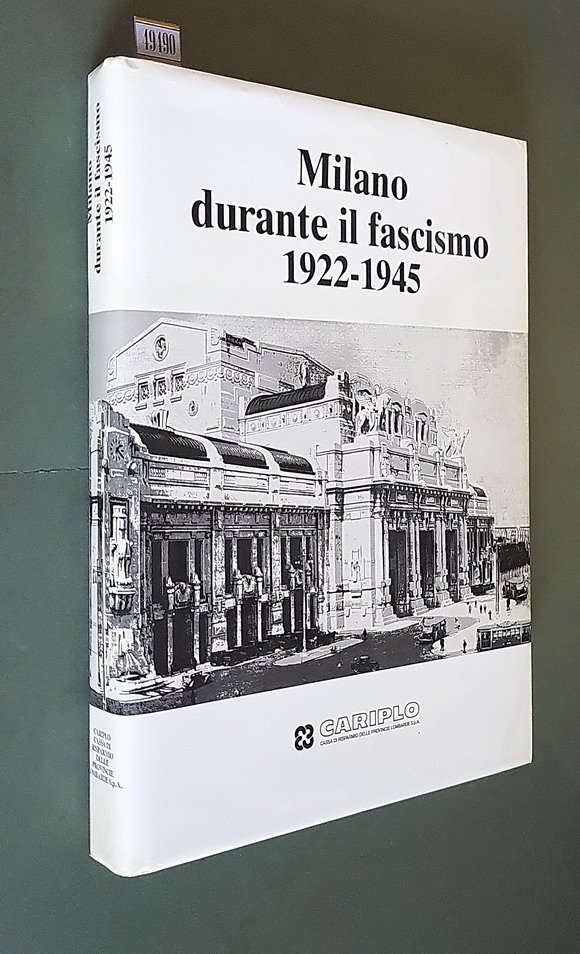 49490
Milano
durante il fascismo
1922-1945
CARIPLO
CASSA DI RISPARMIO DELLE PROVINCIE LOMBARDE S.p.A.
Milano
durante il fascismo
1922-1945
CARIPLO
CASSA DI
RISPARMIO
DELLE
PROVINCIE
LOMBARDE S.p.A.